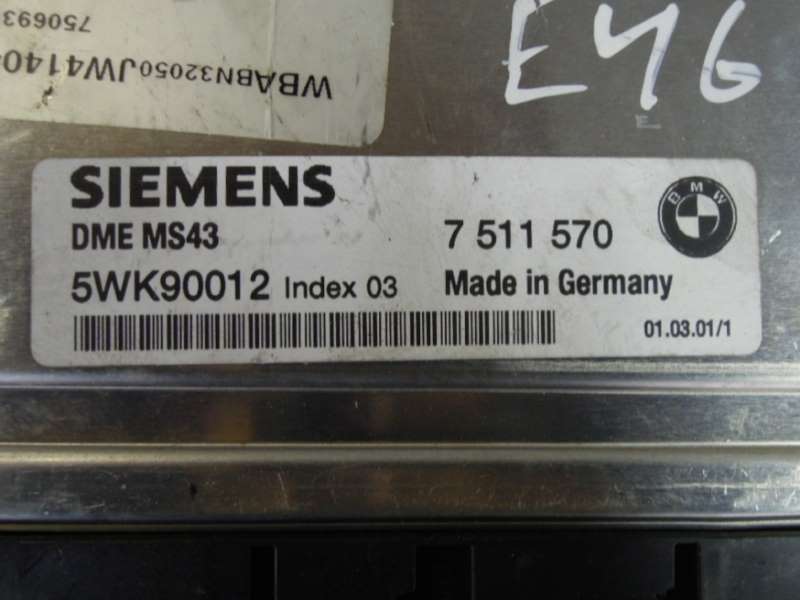 750693
WBABN32050JW4140
E46
SIEMENS
BMW
DME MS43 7 511 570
5WK90012 Index 03 Made in Germany
01.03.01/1